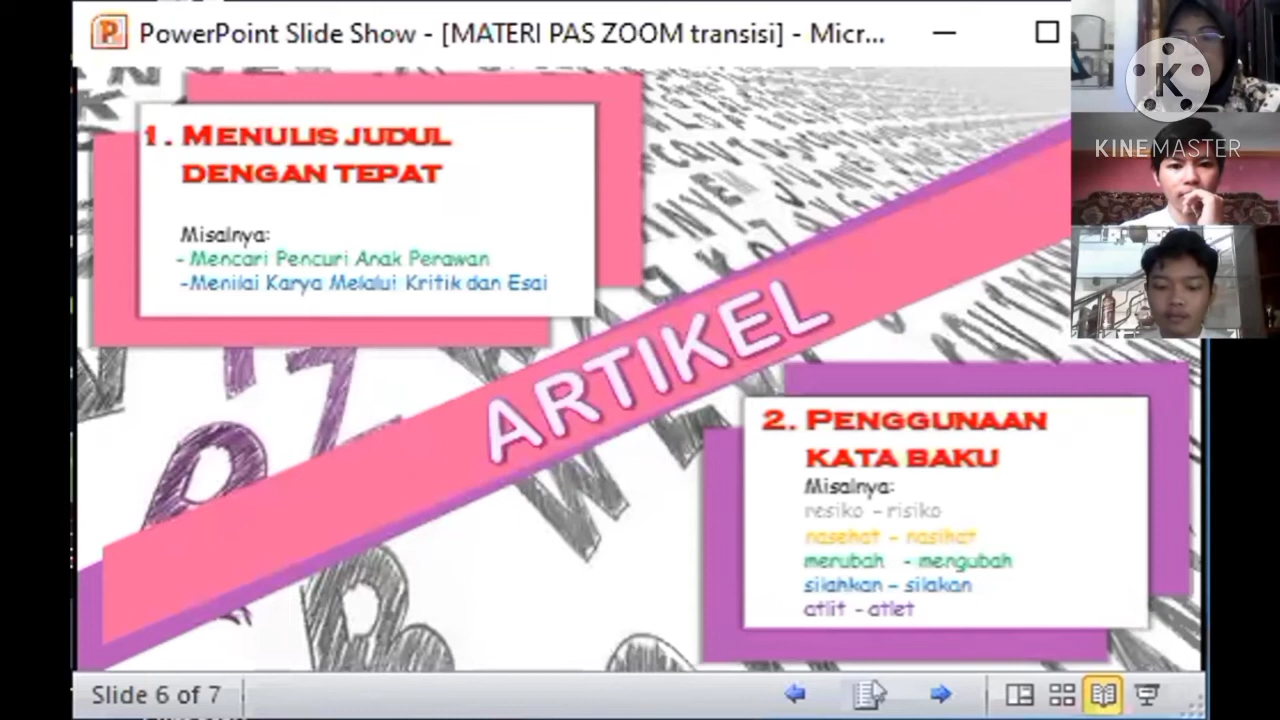 PowerPoint Slide Show - [MATERI PAS ZOOM transisi] - Micr...
K
KINEMASTER
1. MENULIS JUDUL
DENGAN TEPAT
Misalnya:
- Mencari Pencuri Anak Perawan
-Menilai Karya Melalui Kritik dan Esai
ARTIKEL
2. PENGGUNAAN
KATA BAKU
Misalnya:
resiko - risiko
nasehat - nasihat
merubah - mengubah
silahkan - silakan
atlit - atlet
Slide 6 of 7